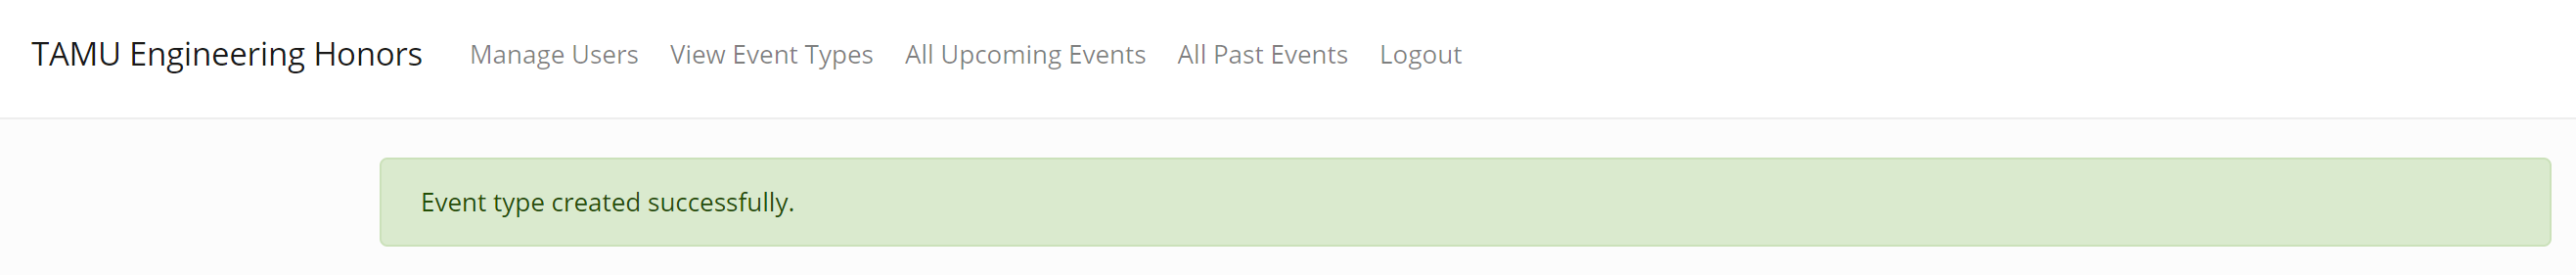 TAMU Engineering Honors Manage Users View Event Types All Upcoming Events All Past Events Logout
Event type created successfully.